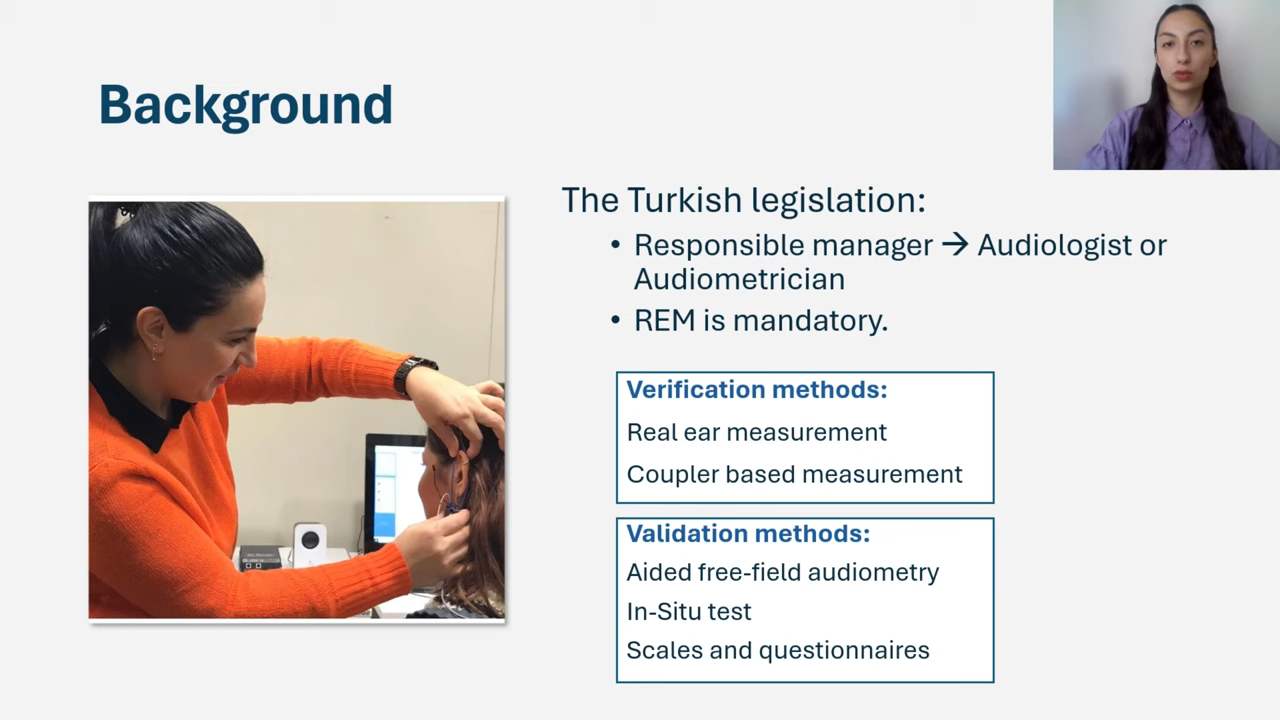 Background
The Turkish legislation:
• Responsible manager → Audiologist or
Audiometrician
• REM is mandatory.
Verification methods:
Real ear measurement
Coupler based measurement
Validation methods:
Aided free-field audiometry
In-Situ test
Scales and questionnaires